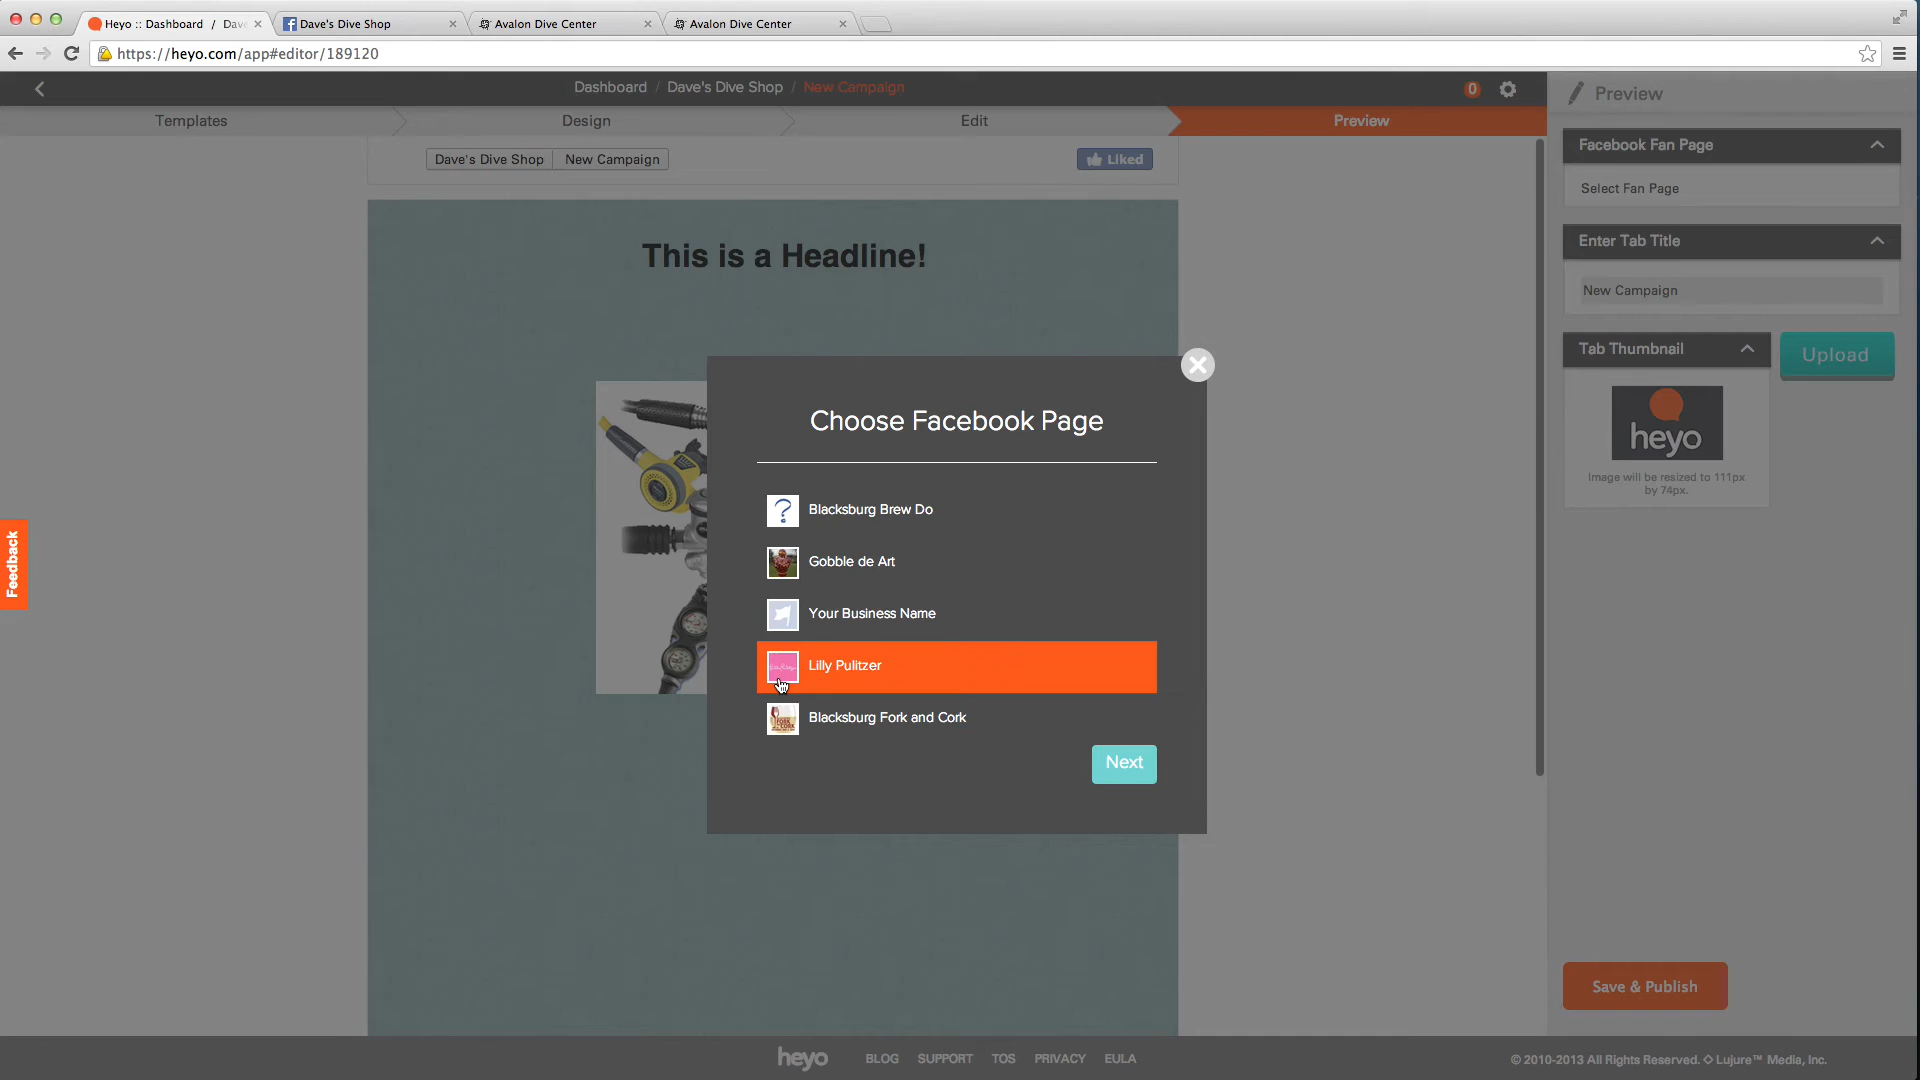 Heyo :: Dashboard / Dave
Dave's Dive Shop
Avalon Dive Center
Avalon Dive Center
https://heyo.com/app#editor/189120
Dashboard / Dave's Dive Shop / New Campaign
0
Preview
Templates
Design
Edit
Preview
Dave's Dive Shop
New Campaign
Liked
Facebook Fan Page
Select Fan Page
Enter Tab Title
New Campaign
Tab Thumbnail
Upload
heyo
Image will be resized to 111px
by 74px.
This is a Headline!
Choose Facebook Page
?
Blacksburg Brew Do
Gobble de Art
Your Business Name
Lilly Pulitzer
FORK
CORK
Blacksburg Fork and Cork
Next
Feedback
Save & Publish
heyo
BLOG
SUPPORT
TOS
PRIVACY
EULA
© 2010-2013 All Rights Reserved. ◇ Lujure™ Media, Inc.